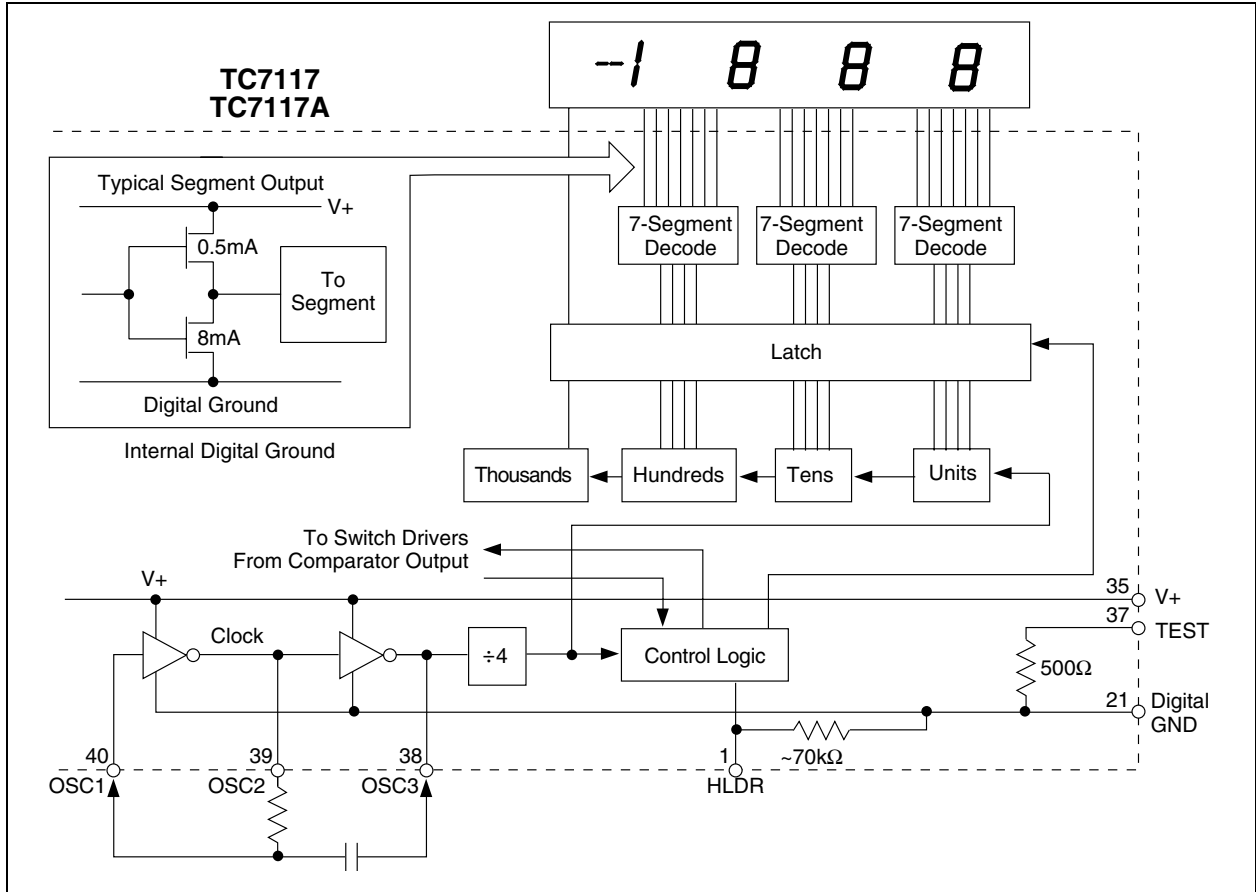 TC7117
TC7117A
-1 8 8 8
Typical Segment Output
V+
0.5mA
To
Segment
8mA
Digital Ground
Internal Digital Ground
7-Segment
Decode
7-Segment
Decode
7-Segment
Decode
Latch
Thousands
Hundreds
Tens
Units
To Switch Drivers
From Comparator Output
V+
Clock
÷4
Control Logic
35
V+
37
TEST
500Ω
21
Digital
GND
~70kΩ
40
OSC1
39
OSC2
38
OSC3
1
HLDR